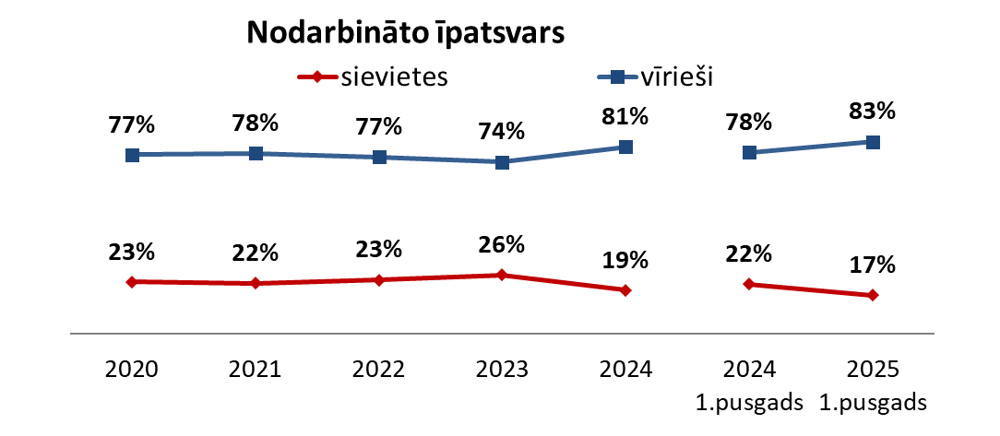 Nodarbināto īpatsvars
sievietes vīrieši
77% 78% 77% 74% 81% 78% 83%
23% 22% 23% 26% 19% 22% 17%
2020 2021 2022 2023 2024 2024 2025
1.pusgads 1.pusgads